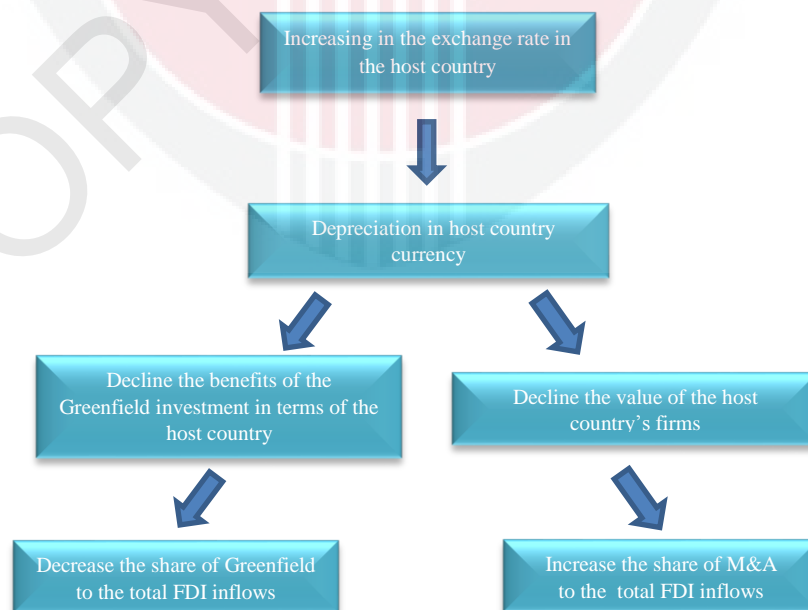 Increasing in the exchange rate in
the host country
Depreciation in host country
currency
Decline the benefits of the
Greenfield investment in terms of the
host country
Decline the value of the host
country's firms
Decrease the share of Greenfield
to the total FDI inflows
Increase the share of M&A
to the total FDI inflows
OPY